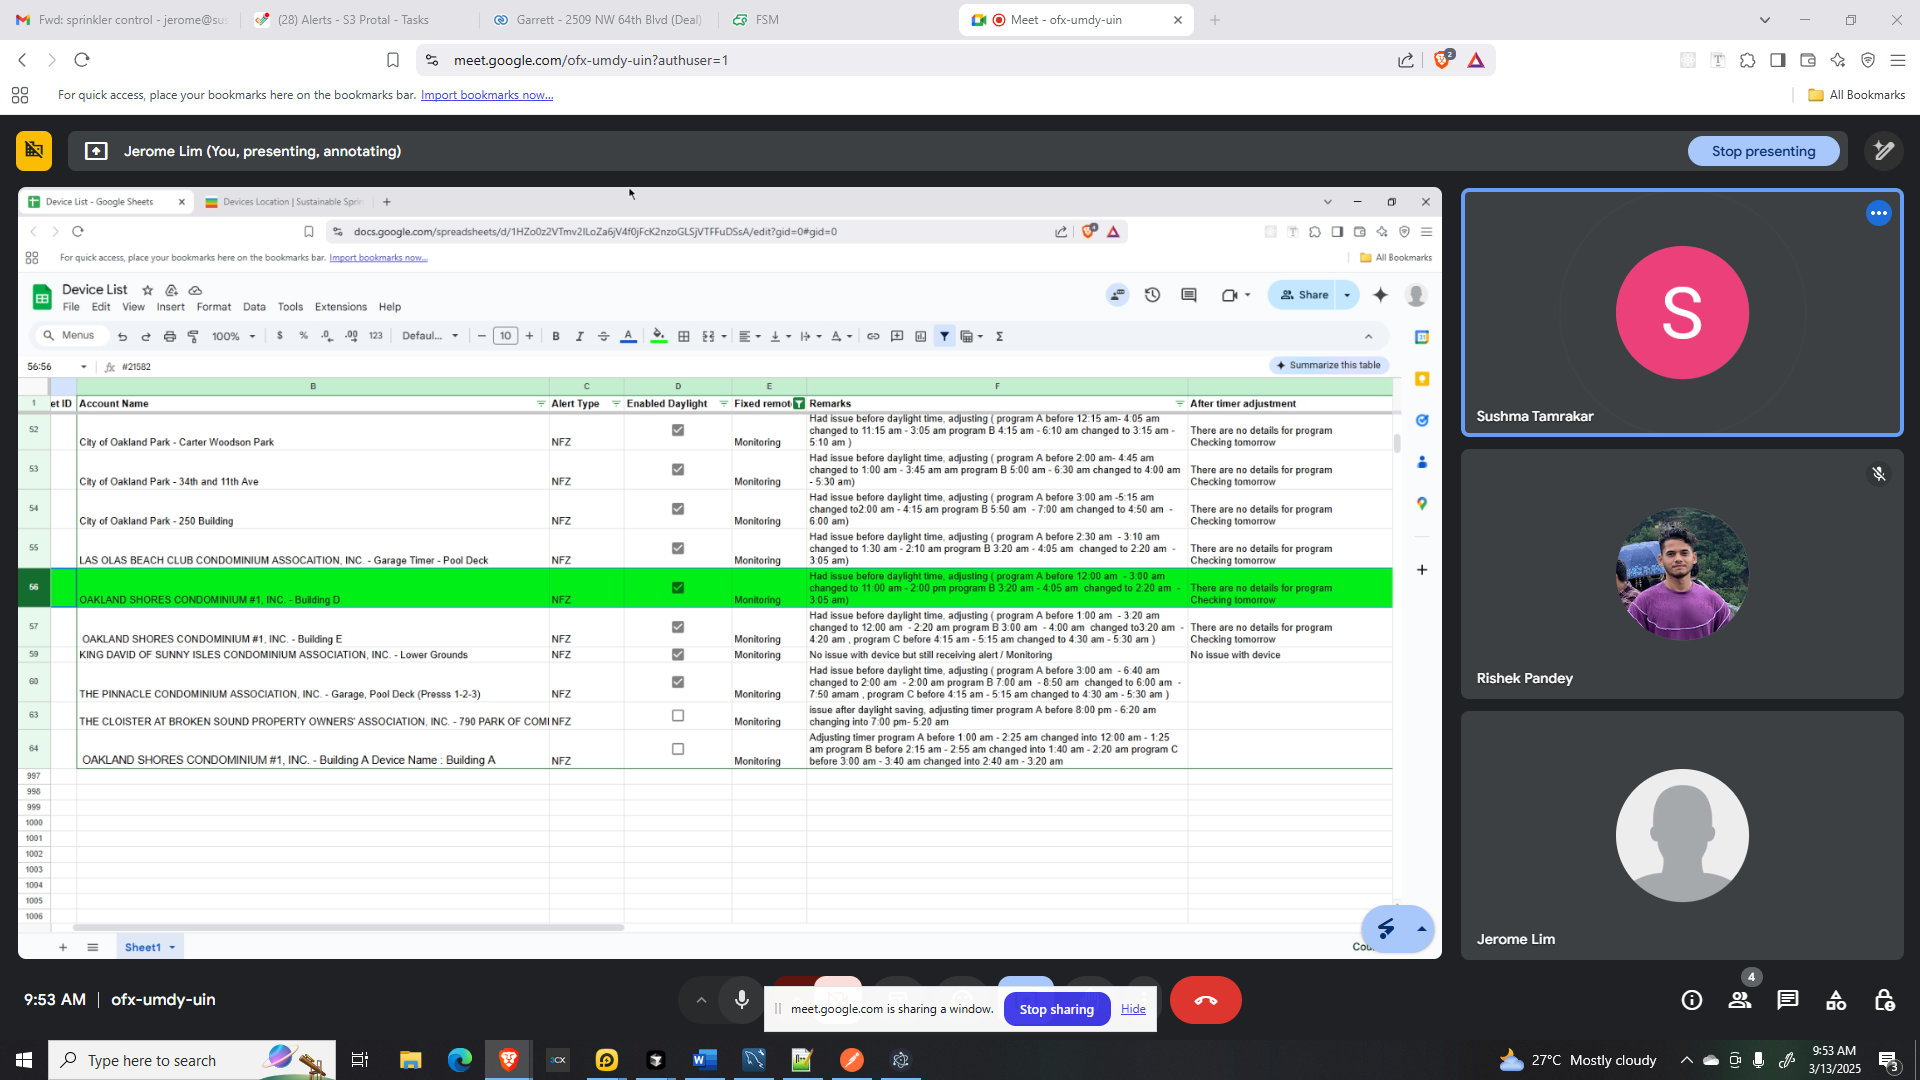 Fwd: sprinkler control - jerome@su
(28) Alerts - S3 Protal - Tasks
Garrett - 2509 NW 64th Blvd (Deal)
FSM
Meet - ofx-umdy-uin
meet.google.com/ofx-umdy-uin?authuser=1
2
For quick access, place your bookmarks here on the bookmarks bar. Import bookmarks now...
All Bookmarks
Jerome Lim (You, presenting, annotating)
Stop presenting
Device List - Google Sheets
Devices Location | Sustainable Sprin
docs.google.com/spreadsheets/d/1HZo0z2VTmv2ILoZa6jV4f0jFcK2nzoGLSjVTFFuDSsA/edit?gid=0#gid=0
For quick access, place your bookmarks here on the bookmarks bar. Import bookmarks now...
All Bookmarks
Device List
File Edit View Insert Format Data Tools Extensions Help
Share
Menus
100%
$ % .0 .00 123
Defaul...
10
B I A
56:56
fx #21582
Summarize this table
B C D E F
1 et ID Account Name Alert Type Enabled Daylight Fixed remot Remarks After timer adjustment
52 City of Oakland Park - Carter Woodson Park NFZ Monitoring
Had issue before daylight time, adjusting ( program A before 12:15 am- 4:05 am
changed to 11:15 am - 3:05 am program B 4:15 am - 6:10 am changed to 3:15 am -
5:10 am )
There are no details for program
Checking tomorrow
53 City of Oakland Park - 34th and 11th Ave NFZ Monitoring
Had issue before daylight time, adjusting ( program A before 2:00 am- 4:45 am
changed to 1:00 am - 3:45 am am program B 5:00 am - 6:30 am changed to 4:00 am
- 5:30 am)
There are no details for program
Checking tomorrow
54 City of Oakland Park - 250 Building NFZ Monitoring
Had issue before daylight time, adjusting ( program A before 3:00 am -5:15 am
changed to2:00 am - 4:15 am program B 5:50 am - 7:00 am changed to 4:50 am -
6:00 am)
There are no details for program
Checking tomorrow
55 LAS OLAS BEACH CLUB CONDOMINIUM ASSOCAITION, INC. - Garage Timer - Pool Deck NFZ Monitoring
Had issue before daylight time, adjusting ( program A before 2:30 am - 3:10 am
changed to 1:30 am - 2:10 am program B 3:20 am - 4:05 am changed to 2:20 am -
3:05 am)
There are no details for program
Checking tomorrow
56 OAKLAND SHORES CONDOMINIUM #1, INC. - Building D NFZ Monitoring
Had issue before daylight time, adjusting ( program A before 12:00 am - 3:00 am
changed to 11:00 am - 2:00 pm program B 3:20 am - 4:05 am changed to 2:20 am -
3:05 am)
There are no details for program
Checking tomorrow
57 OAKLAND SHORES CONDOMINIUM #1, INC. - Building E NFZ Monitoring
Had issue before daylight time, adjusting ( program A before 1:00 am - 3:20 am
changed to 12:00 am - 2:20 am program B 3:00 am - 4:00 am changed to3:20 am -
4:20 am , program C before 4:15 am - 5:15 am changed to 4:30 am - 5:30 am )
There are no details for program
Checking tomorrow
59 KING DAVID OF SUNNY ISLES CONDOMINIUM ASSOCIATION, INC. - Lower Grounds NFZ Monitoring No issue with device but still receiving alert / Monitoring No issue with device
60 THE PINNACLE CONDOMINIUM ASSOCIATION, INC. - Garage, Pool Deck (Presss 1-2-3) NFZ Monitoring
Had issue before daylight time, adjusting ( program A before 3:00 am - 6:40 am
changed to 2:00 am - 2:00 am program B 7:00 am - 8:50 am changed to 6:00 am -
7:50 amam , program C before 4:15 am - 5:15 am changed to 4:30 am - 5:30 am )
63 THE CLOISTER AT BROKEN SOUND PROPERTY OWNERS' ASSOCIATION, INC. - 790 PARK OF COM NFZ Monitoring
issue after daylight saving, adjusting timer program A before 8:00 pm - 6:20 am
changing into 7:00 pm- 5:20 am
64 OAKLAND SHORES CONDOMINIUM #1, INC. - Building A Device Name : Building A NFZ Monitoring
Adjusting timer program A before 1:00 am - 2:25 am changed into 12:00 am - 1:25
am program B before 2:15 am - 2:55 am changed into 1:40 am - 2:20 am program C
before 3:00 am - 3:40 am changed into 2:40 am - 3:20 am
997
998
999
1000
1001
1002
1003
1004
1005
1006
Sheet1
Cou
S
Sushma Tamrakar
Rishek Pandey
Jerome Lim
9:53 AM | ofx-umdy-uin
meet.google.com is sharing a window.
Stop sharing
Hide
4
Type here to search
27°C Mostly cloudy
9:53 AM
3/13/2025
3